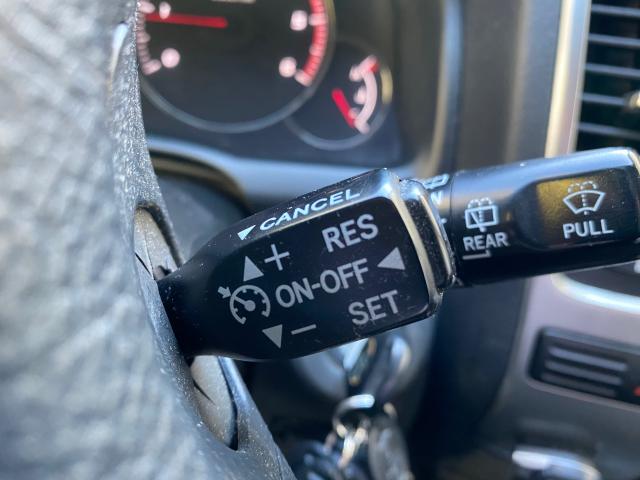 CANCEL
+ RES
ON-OFF
- SET
REAR
PULL